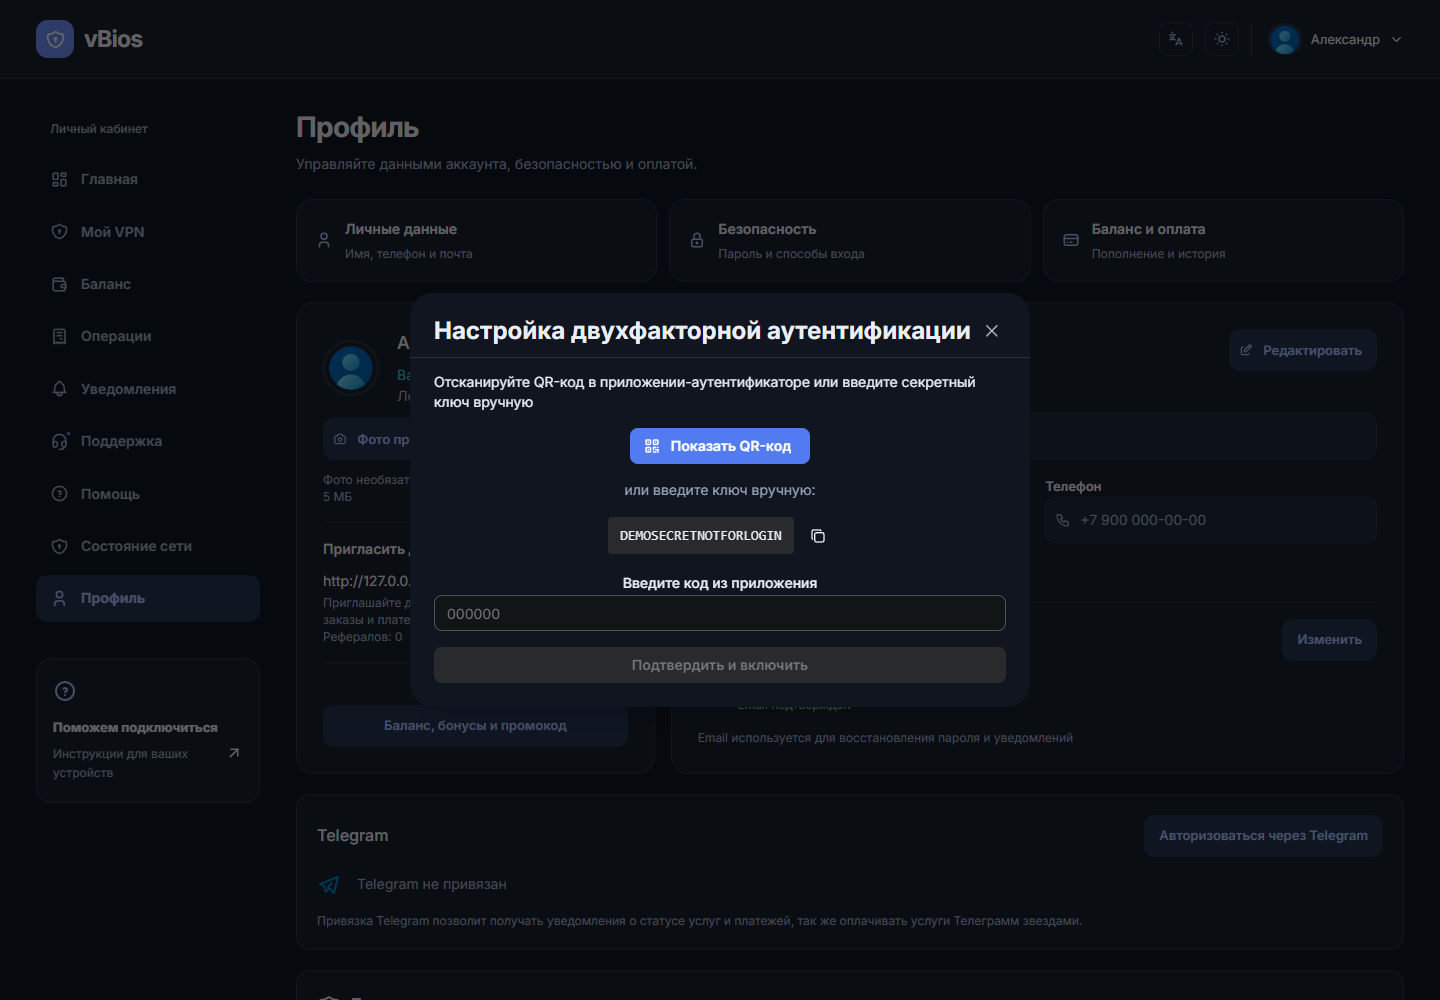 vBios
Александр
Личный кабинет
Главная
Мой VPN
Баланс
Операции
Уведомления
Поддержка
Помощь
Состояние сети
Профиль
Поможем подключиться
Инструкции для ваших
устройств
Профиль
Управляйте данными аккаунта, безопасностью и оплатой.
Личные данные
Имя, телефон и почта
Безопасность
Пароль и способы входа
Баланс и оплата
Пополнение и история
Редактировать
Фото пр
Фото необязат
5 МБ
Пригласить
http://127.0.0.
Приглашайте д
заказы и плате
Рефералов: 0
Баланс, бонусы и промокод
Настройка двухфакторной аутентификации
Отсканируйте QR-код в приложении-аутентификаторе или введите секретный
ключ вручную
Показать QR-код
или введите ключ вручную:
DEMOSECRETNOTFORLOGIN
Введите код из приложения
000000
Подтвердить и включить
Телефон
+7 900 000-00-00
Изменить
Email используется для восстановления пароля и уведомлений
Telegram
Авторизоваться через Telegram
Telegram не привязан
Привязка Telegram позволит получать уведомления о статусе услуг и платежей, так же оплачивать услуги Телеграмм звездами.